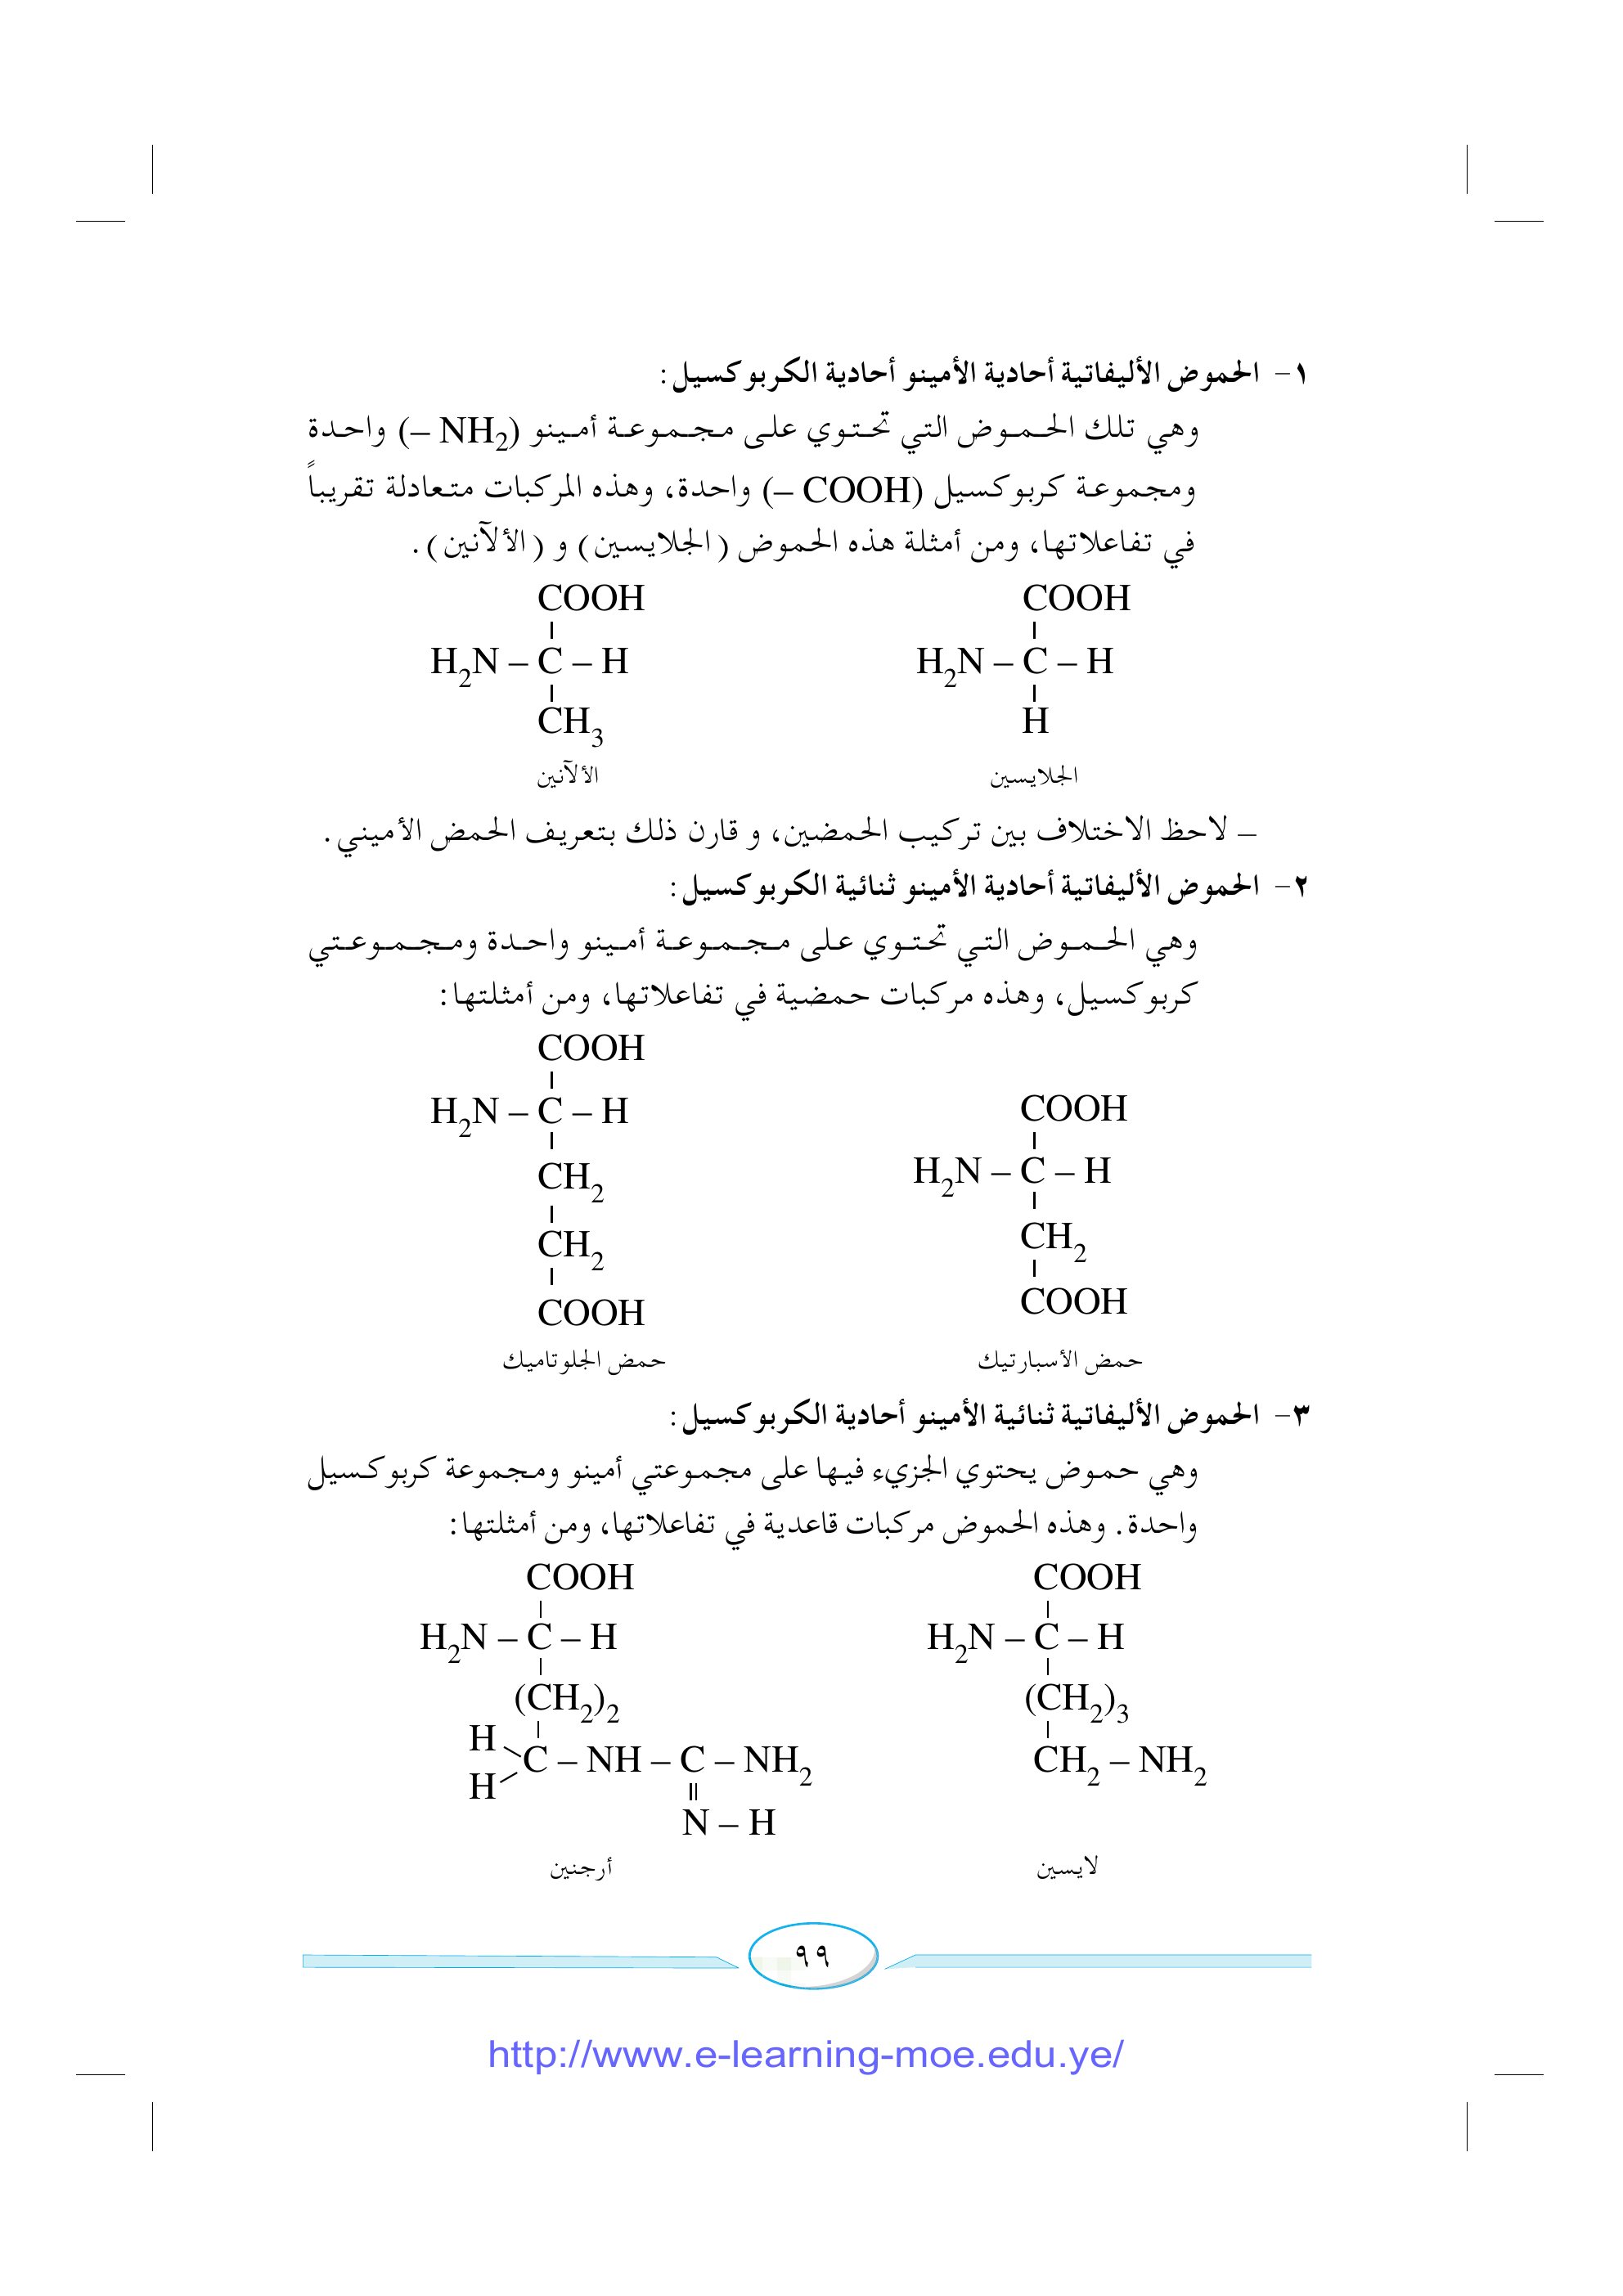 ١- الحموض الأليفاتية أحادية الأمينو أحادية الكربوكسيل:
وهي تلك الحموض التي تحتوي على مجموعة أمينو (– NH2) واحدة
ومجموعة كربوكسيل (– COOH) واحدة، وهذه المركبات متعادلة تقريباً
في تفاعلاتها، ومن أمثلة هذه الحموض (الجلايسين) و (الألآنين).
COOH
H2N – C – H
H
الجلايسين
COOH
H2N – C – H
CH3
الألآنين
– لاحظ الاختلاف بين تركيب الحمضين، و قارن ذلك بتعريف الحمض الأميني.
٢- الحموض الأليفاتية أحادية الأمينو ثنائية الكربوكسيل:
وهي الحموض التي تحتوي على مجموعة أمينو واحدة ومجموعتي
كربوكسيل، وهذه مركبات حمضية في تفاعلاتها، ومن أمثلتها:
COOH
H2N – C – H
CH2
COOH
حمض الأسبارتيك
COOH
H2N – C – H
CH2
CH2
COOH
حمض الجلوتاميك
٣- الحموض الأليفاتية ثنائية الأمينو أحادية الكربوكسيل:
وهي حموض يحتوي الجزيء فيها على مجموعتي أمينو ومجموعة كربوكسيل
واحدة. وهذه الحموض مركبات قاعدية في تفاعلاتها، ومن أمثلتها:
COOH
H2N – C – H
(CH2)3
CH2 – NH2
لايسين
COOH
H2N – C – H
(CH2)2
H
C – NH – C – NH2
H
N – H
أرجنين
٩٩
http://www.e-learning-moe.edu.ye/